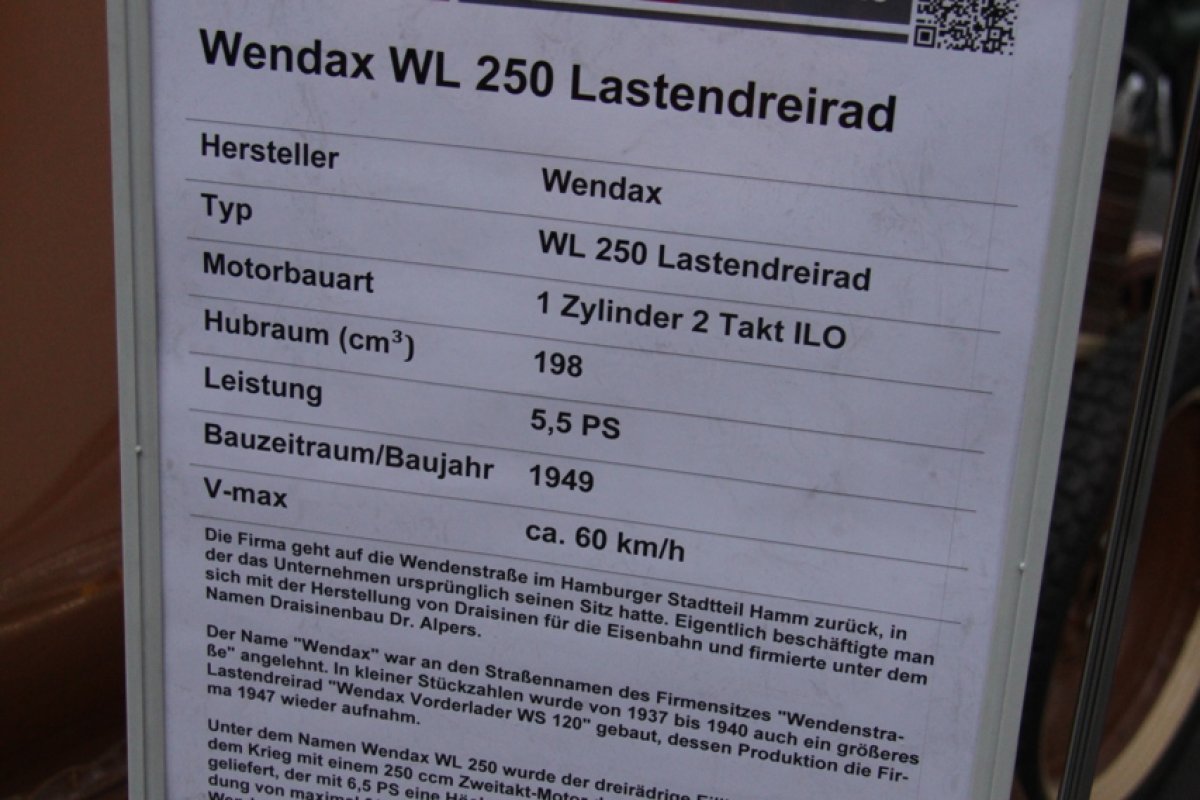 Wendax WL 250 Lastendreirad
Hersteller Wendax
Typ WL 250 Lastendreirad
Motorbauart 1 Zylinder 2 Takt ILO
Hubraum (cm³) 198
Leistung 5,5 PS
Bauzeitraum/Baujahr 1949
V-max ca. 60 km/h
Die Firma geht auf die Wendenstraße im Hamburger Stadtteil Hamm zurück, in
der das Unternehmen ursprünglich seinen Sitz hatte. Eigentlich beschäftigte man
sich mit der Herstellung von Draisinen für die Eisenbahn und firmierte unter dem
Namen Draisinenbau Dr. Alpers.
Der Name "Wendax" war an den Straßennamen des Firmensitzes "Wendenstra-
ße" angelehnt. In kleiner Stückzahlen wurde von 1937 bis 1940 auch ein größeres
Lastendreirad "Wendax Vorderlader WS 120" gebaut, dessen Produktion die Fir-
ma 1947 wieder aufnahm.
Unter dem Namen Wendax WL 250 wurde der dreirädrige
dem Krieg mit einem 250 ccm Zweitakt-Motor
geliefert, der mit 6,5 PS eine
dung von maximal